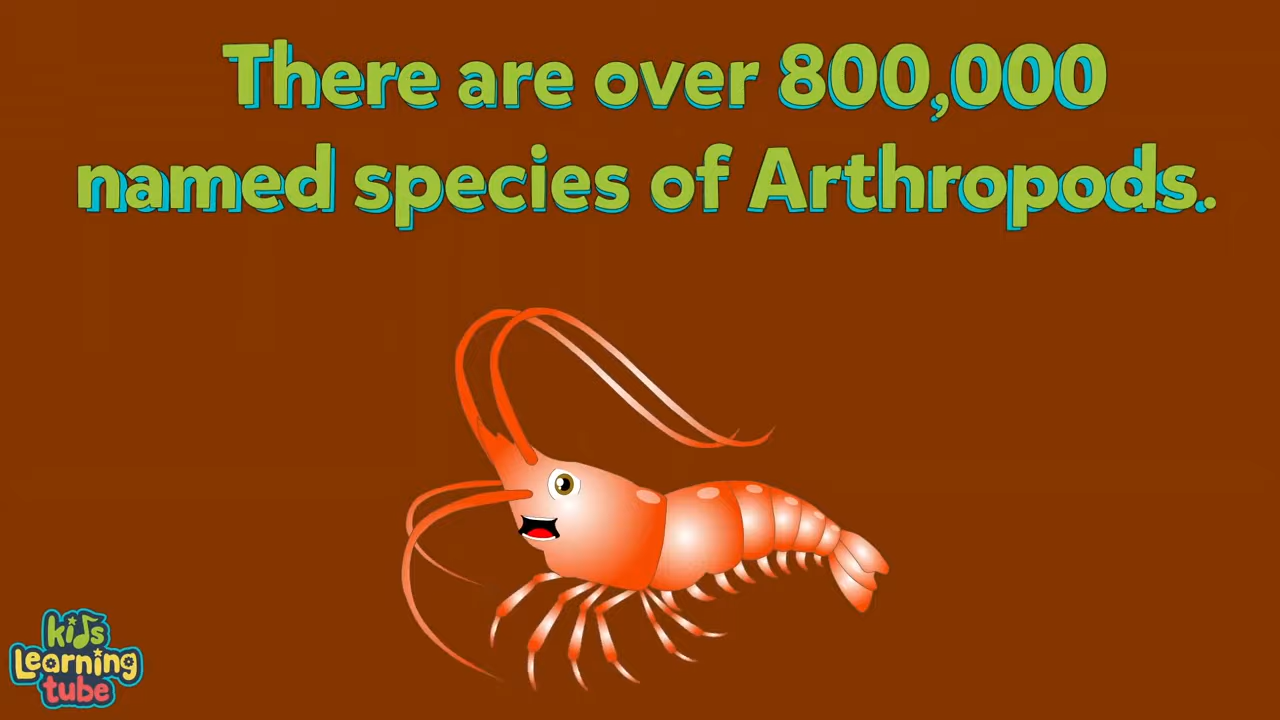 There are over 800,000
named species of Arthropods.
kids
Learning
tube